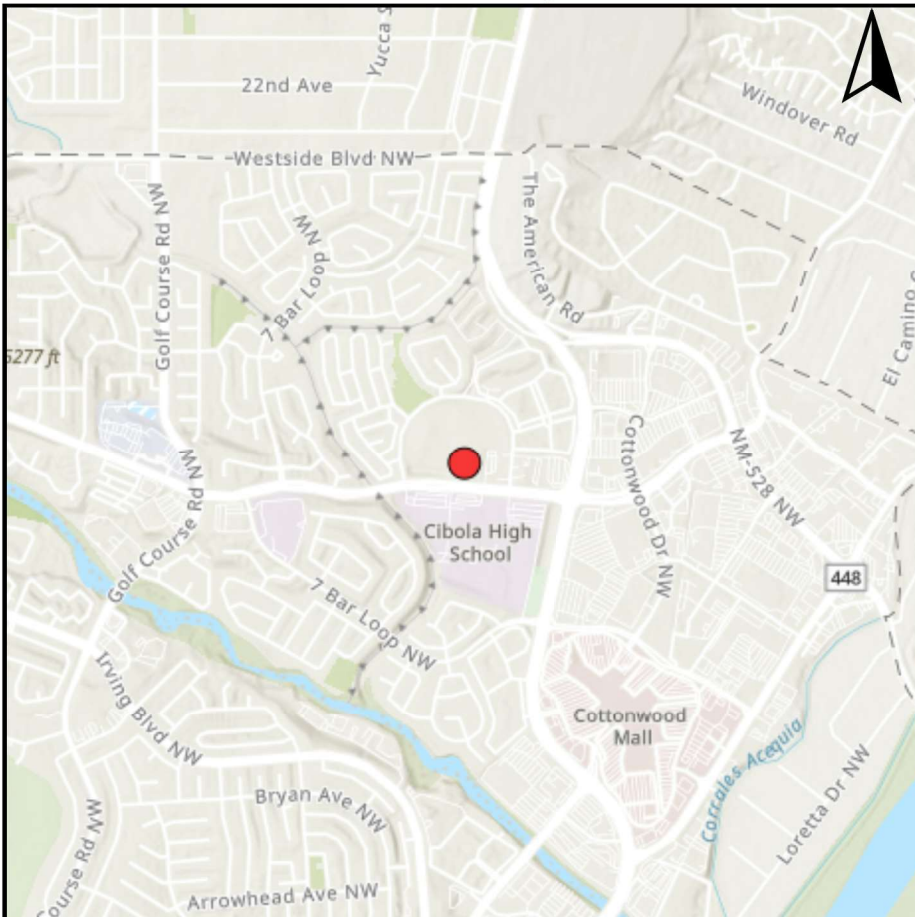 Yucca S
22nd Ave
Windover Rd
Westside Blvd NW
Golf Course Rd NW
7 Bar Loop NW
The American Rd
El Camino
5277 ft
Cottonwood Dr NW
NM-528 NW
Golf Course Rd NW
Cibola High
School
448
7 Bar Loop NW
Irving Blvd NW
Cottonwood
Mall
Corrales Acequia
Loretta Dr NW
Bryan Ave NW
Course Rd NW
Arrowhead Ave NW